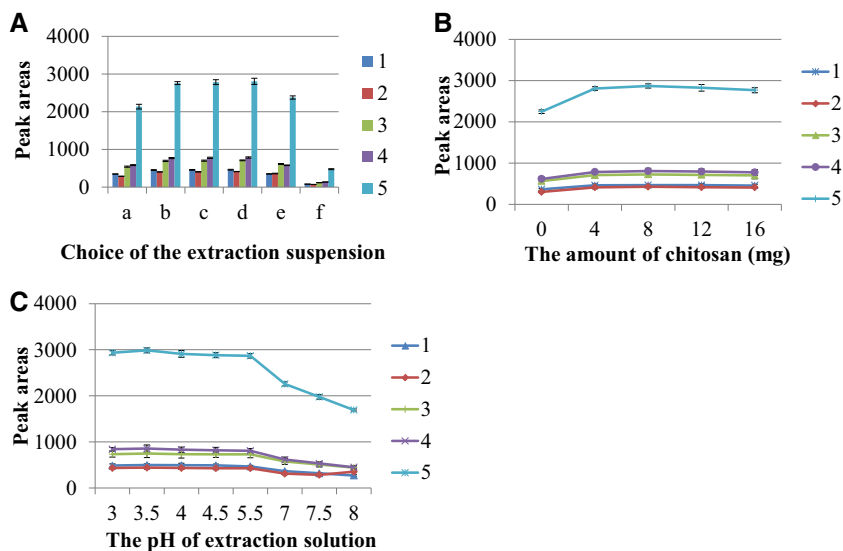 A
Peak areas
4000
3000
2000
1000
0
a b c d e f
Choice of the extraction suspension
1
2
3
4
5
B
Peak areas
4000
3000
2000
1000
0
0 4 8 12 16
The amount of chitosan (mg)
1
2
3
4
5
C
Peak areas
4000
3000
2000
1000
0
3 3.5 4 4.5 5.5 7 7.5 8
The pH of extraction solution
1
2
3
4
5